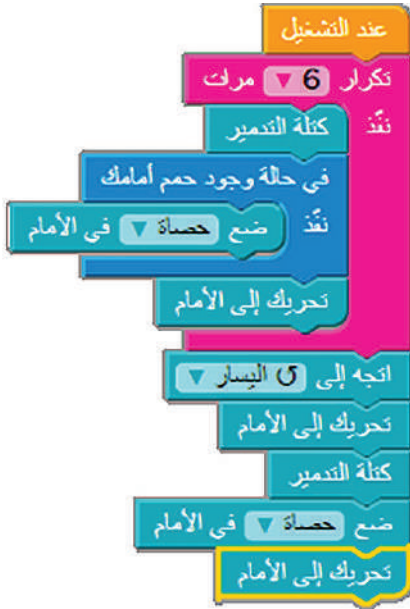 عند التشغيل
تكرار 6 ▼ مرات
نفّذ كتلة التدمير
في حالة وجود حمم أمامك
نفّذ ضع حصاة ▼ في الأمام
تحريك إلى الأمام
اتجه إلى ↺ اليسار ▼
تحريك إلى الأمام
كتلة التدمير
ضع حصاة ▼ في الأمام
تحريك إلى الأمام